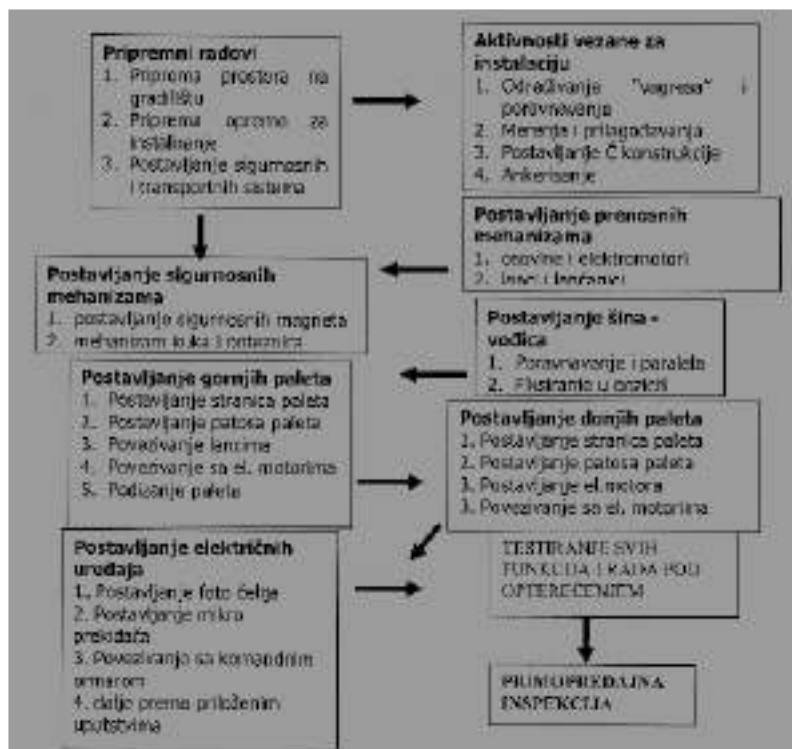 Pripremni radovi
1. Priprema prostora na
gradilištu
2. Priprema opreme za
instaliranje
3. Postavljanje sigurnosnih
i transportnih sistema
Aktivnosti vezane za
instalaciju
1. Određivanje "vagresa" i
poravnavanja
2. Merenja i prilagođavanja
3. Postavljanje Č konstrukcije
4. Ankerisanje
Postavljanje prenosnih
mehanizama
1. osovine i elektromotori
2. lanci i lančanici
Postavljanje sigurnosnih
mehanizama
1. postavljanje sigurnosnih magneta
2. mehanizam kuka i
Postavljanje šina -
vođica
1. Poravnavanje i paralela
2. Fiksiranje u
Postavljanje gornjih paleta
1. Postavljanje stranica paleta
2. Postavljanje patosa paleta
3. Povezivanje lancima
4. Povezivanje sa el. motorima
5. Podizanje paleta
Postavljanje donjih paleta
1. Postavljanje stranica paleta
2. Postavljanje patosa paleta
3. Postavljanje el.motora
3. Povezivanje sa el. motorima
Postavljanje električnih
uređaja
1. Postavljanje foto ćelija
2. Postavljanje mikro
prekidača
3. Povezivanje sa komandnim
ormarom
4. dalje prema priloženim
uputstvima
TESTIRANJE SVIH
FUNKCIJA I RADA POD
OPTEREĆENJEM
PRIMOPREDAJNA
INSPEKCIJA